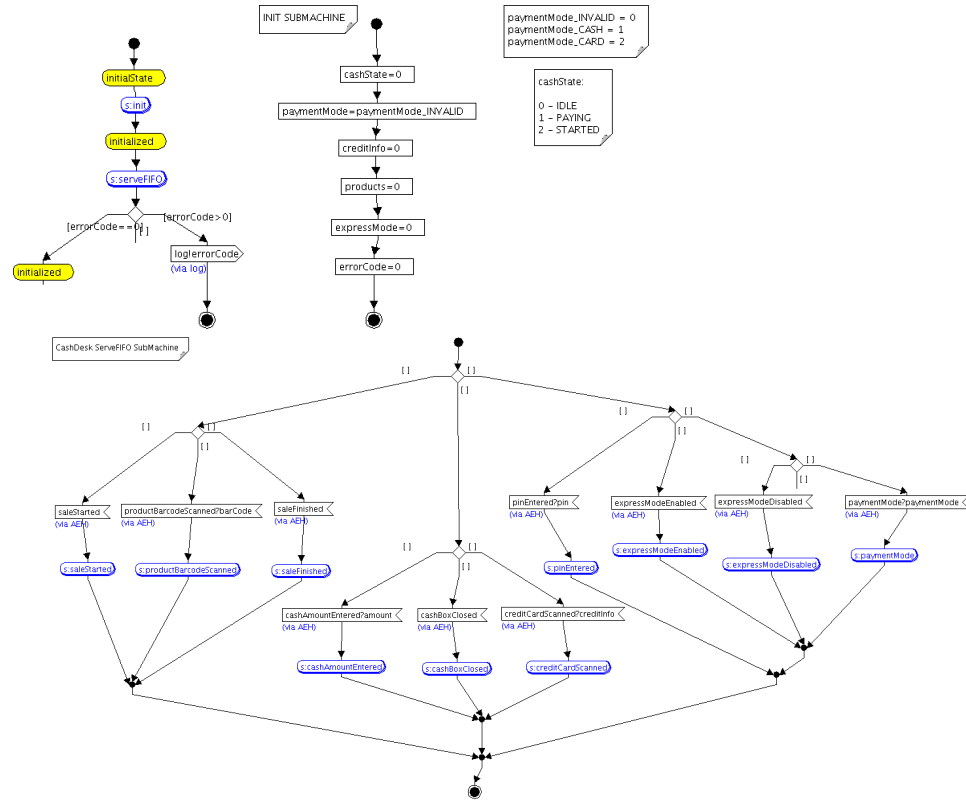 INIT SUBMACHINE
paymentMode_INVALID = 0
paymentMode_CASH = 1
paymentMode_CARD = 2
cashState:
0 - IDLE
1 - PAYING
2 - STARTED
initialState
s:init
initialized
s:serveFIFO
[errorCode==0]
[errorCode>0]
[ ]
log!errorCode
(via log)
initialized
cashState=0
paymentMode=paymentMode_INVALID
creditInfo=0
products=0
expressMode=0
errorCode=0
CashDesk ServeFIFO SubMachine
[ ]
[ ]
[ ]
[ ]
[ ]
[ ]
[ ]
[ ]
[ ]
[ ]
[ ]
[ ]
saleStarted
(via AEH)
productBarcodeScanned?barCode
(via AEH)
saleFinished
(via AEH)
pinEntered?pin
(via AEH)
expressModeEnabled
(via AEH)
expressModeDisabled
(via AEH)
paymentMode?paymentMode
(via AEH)
s:saleStarted
s:productBarcodeScanned
s:saleFinished
s:pinEntered
s:expressModeEnabled
s:expressModeDisabled
s:paymentMode
[ ]
[ ]
[ ]
cashAmountEntered?amount
(via AEH)
cashBoxClosed
(via AEH)
creditCardScanned?creditInfo
(via AEH)
s:cashAmountEntered
s:cashBoxClosed
s:creditCardScanned